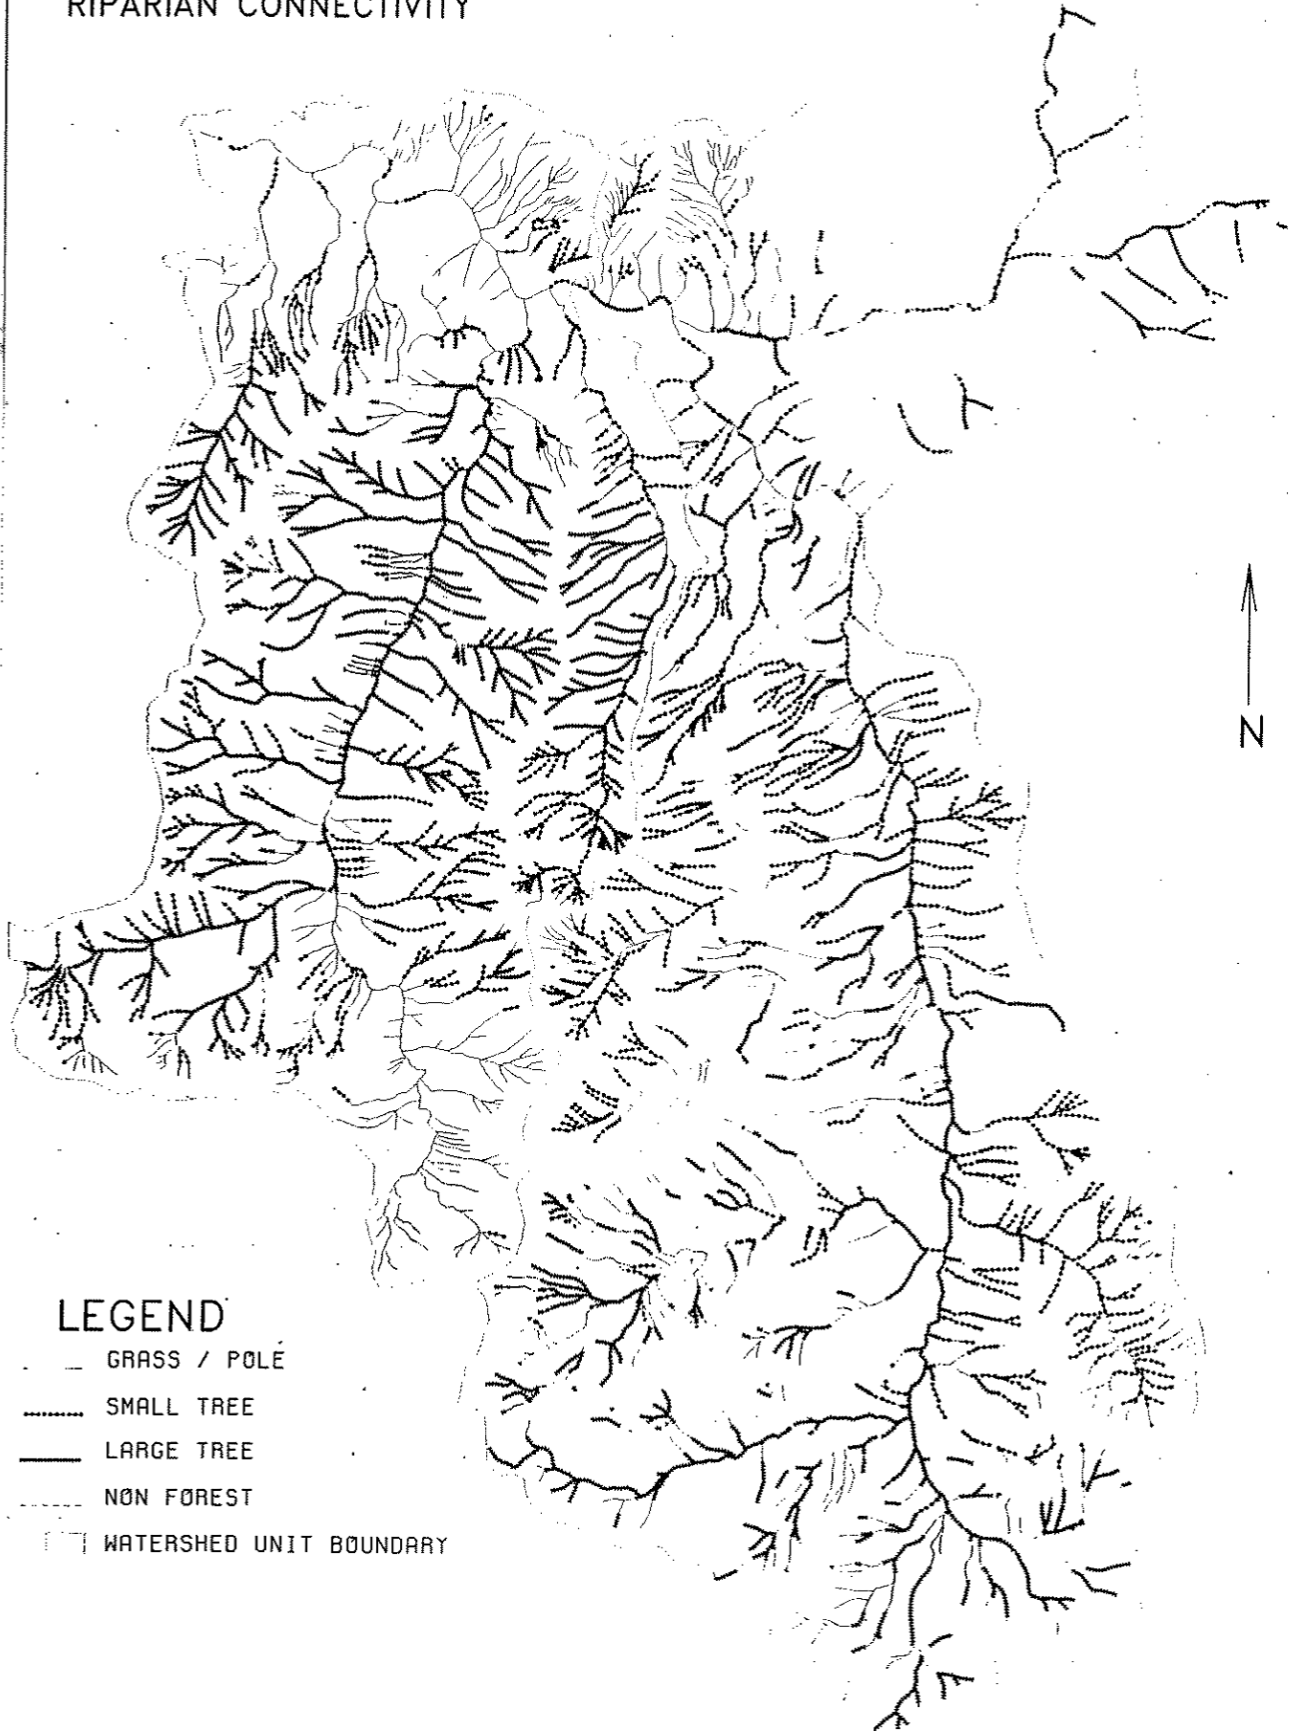 RIPARIAN CONNECTIVITY
N
LEGEND
GRASS / POLE
SMALL TREE
LARGE TREE
NON FOREST
WATERSHED UNIT BOUNDARY